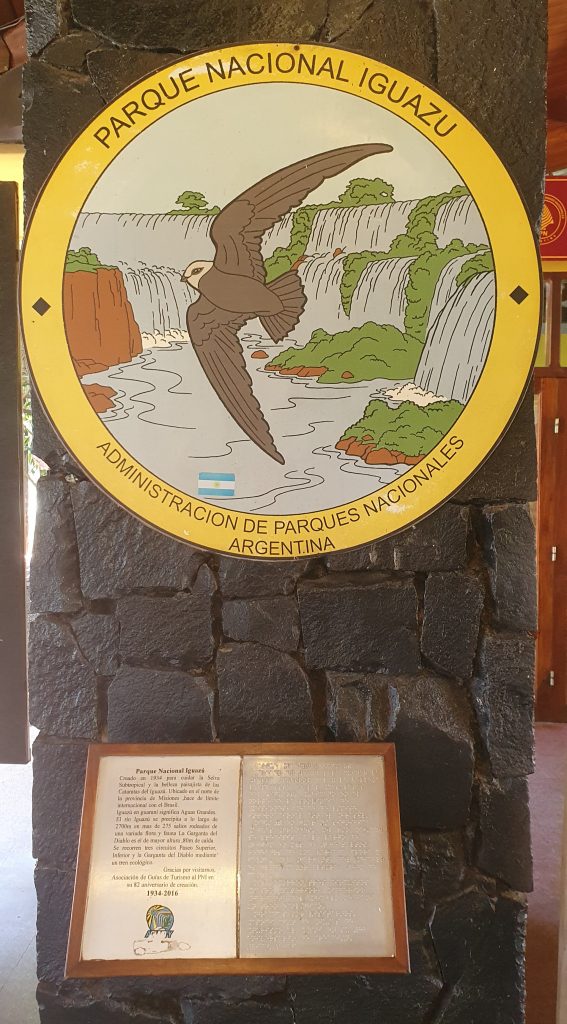 PARQUE NACIONAL IGUAZU
ADMINISTRACION DE PARQUES NACIONALES
ARGENTINA
Parque Nacional Iguazú
Creado en 1934 para cuidar la Selva
Subtropical y la belleza paisajista de las
Cataratas del Iguazú. Ubicado en el norte de
la provincia de Misiones ,hace de límite
internacional con el Brasil.
Iguazú en guaraní significa Aguas Grandes.
El río Iguazú se precipita a lo largo de
2700m en mas de 275 saltos rodeados de
una variada flora y fauna La Garganta del
Diablo es el de mayor altura ,80m de caída.
Se recorren tres circuitos Paseo Superior,
Inferior y la Garganta del Diablo mediante
un tren ecológico.
Gracias por visitarnos.
Asociación de Guías de Turismo al PNI en
su 82 aniversario de creación.
1934-2016